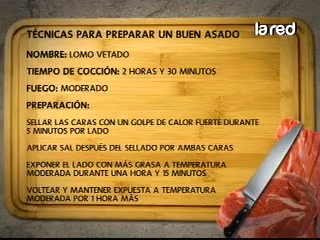 TÉCNICAS PARA PREPARAR UN BUEN ASADO
la red
NOMBRE: LOMO VETADO
TIEMPO DE COCCIÓN: 2 HORAS Y 30 MINUTOS
FUEGO: MODERADO
PREPARACIÓN:
SELLAR LAS CARAS CON UN GOLPE DE CALOR FUERTE DURANTE
5 MINUTOS POR LADO
APLICAR SAL DESPUÉS DEL SELLADO POR AMBAS CARAS
EXPONER EL LADO CON MÁS GRASA A TEMPERATURA
MODERADA DURANTE UNA HORA Y 15 MINUTOS
VOLTEAR Y MANTENER EXPUESTA A TEMPERATURA
MODERADA POR 1 HORA MÁS